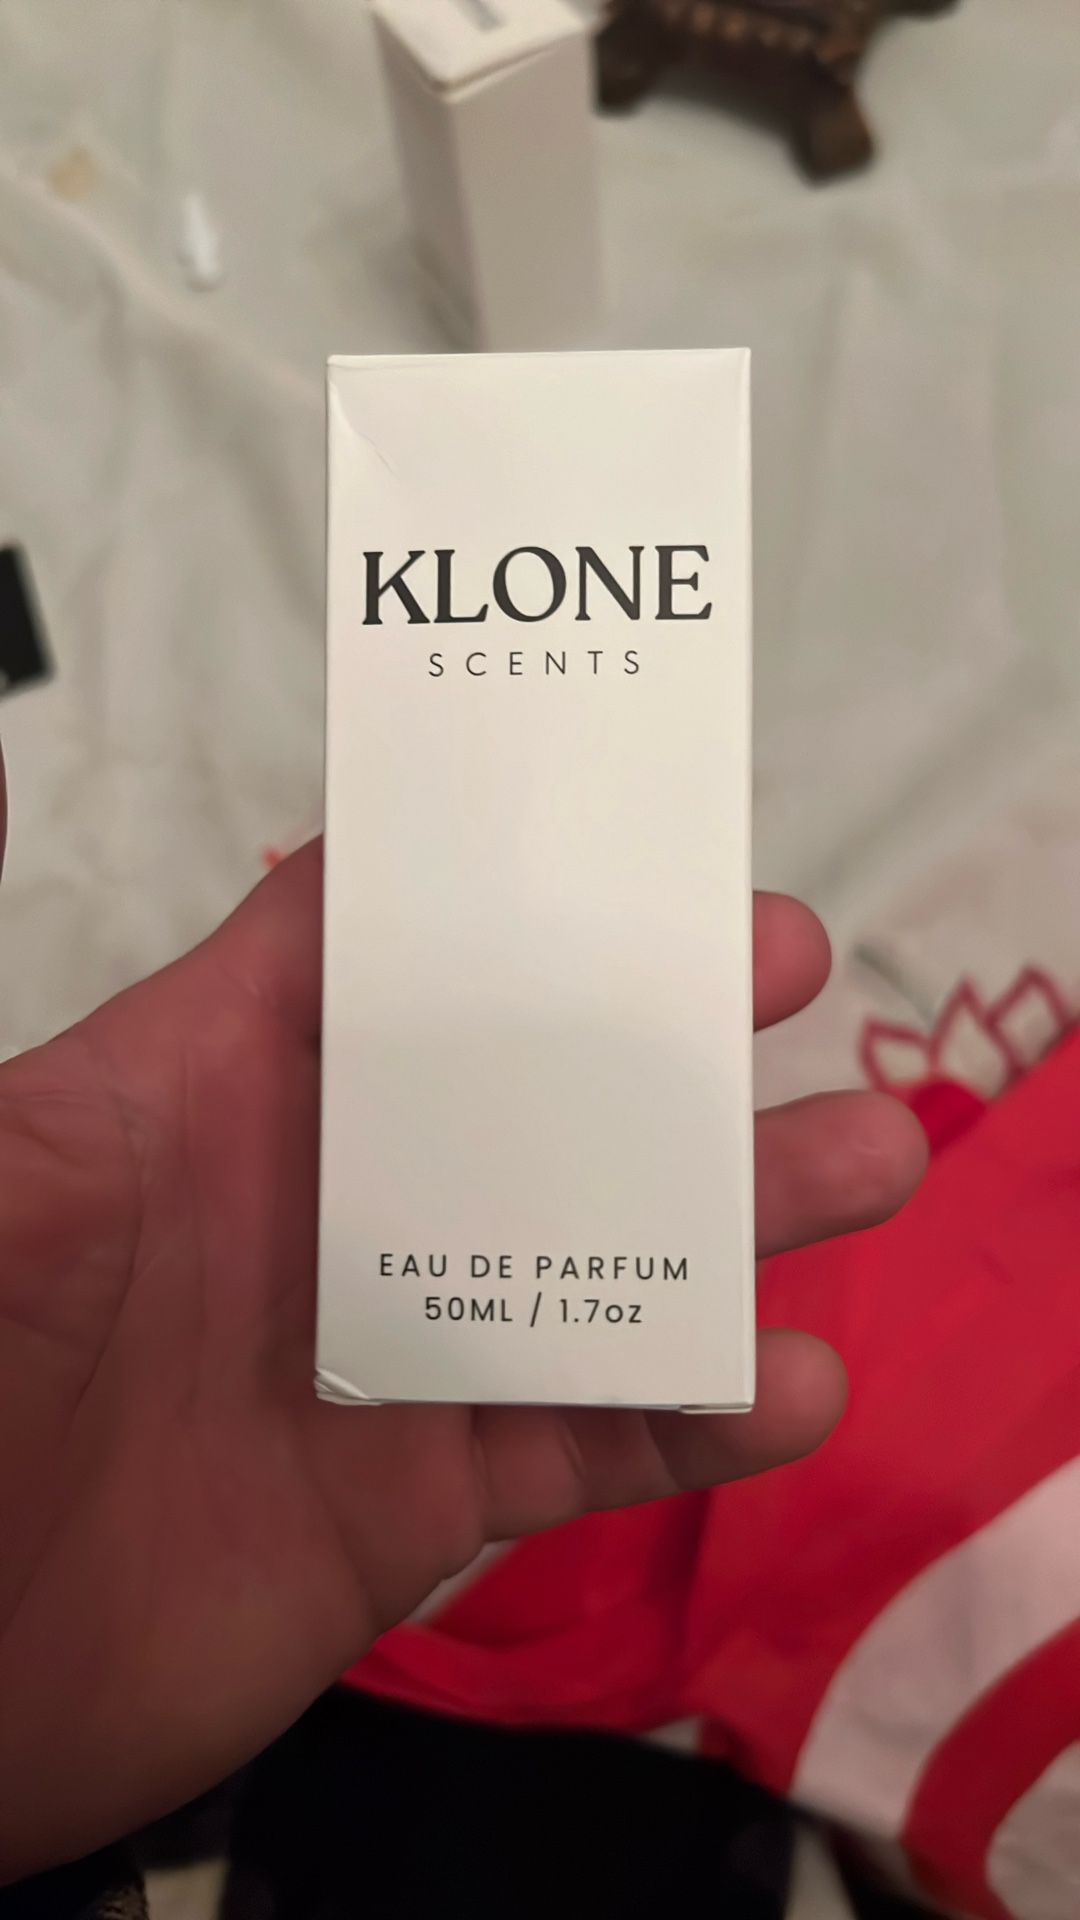 KLONE
SCENTS
EAU DE PARFUM
50ML / 1.7oz